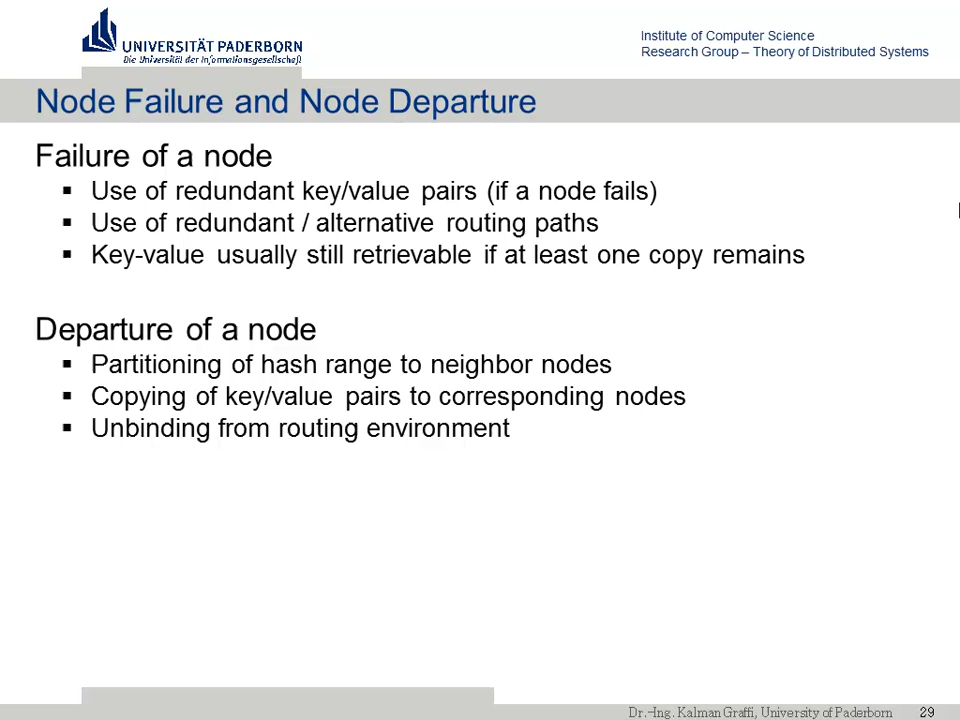 UNIVERSITÄT PADERBORN
Die Universität der Informationsgesellschaft
Institute of Computer Science
Research Group – Theory of Distributed Systems
Node Failure and Node Departure
Failure of a node
▪ Use of redundant key/value pairs (if a node fails)
▪ Use of redundant / alternative routing paths
▪ Key-value usually still retrievable if at least one copy remains
Departure of a node
▪ Partitioning of hash range to neighbor nodes
▪ Copying of key/value pairs to corresponding nodes
▪ Unbinding from routing environment
Dr.-Ing. Kalman Graffi, University of Paderborn 29